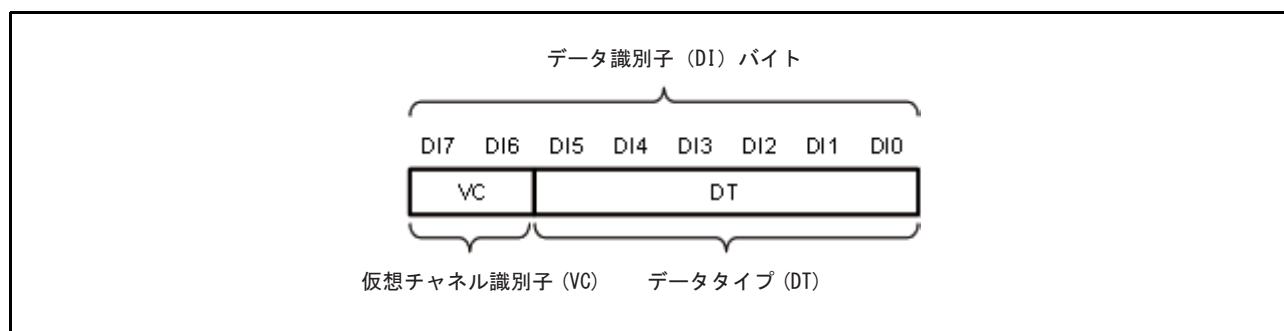 データ識別子（DI）バイト
DI7 DI6 DI5 DI4 DI3 DI2 DI1 DI0
VC DT
仮想チャネル識別子(VC) データタイプ(DT)